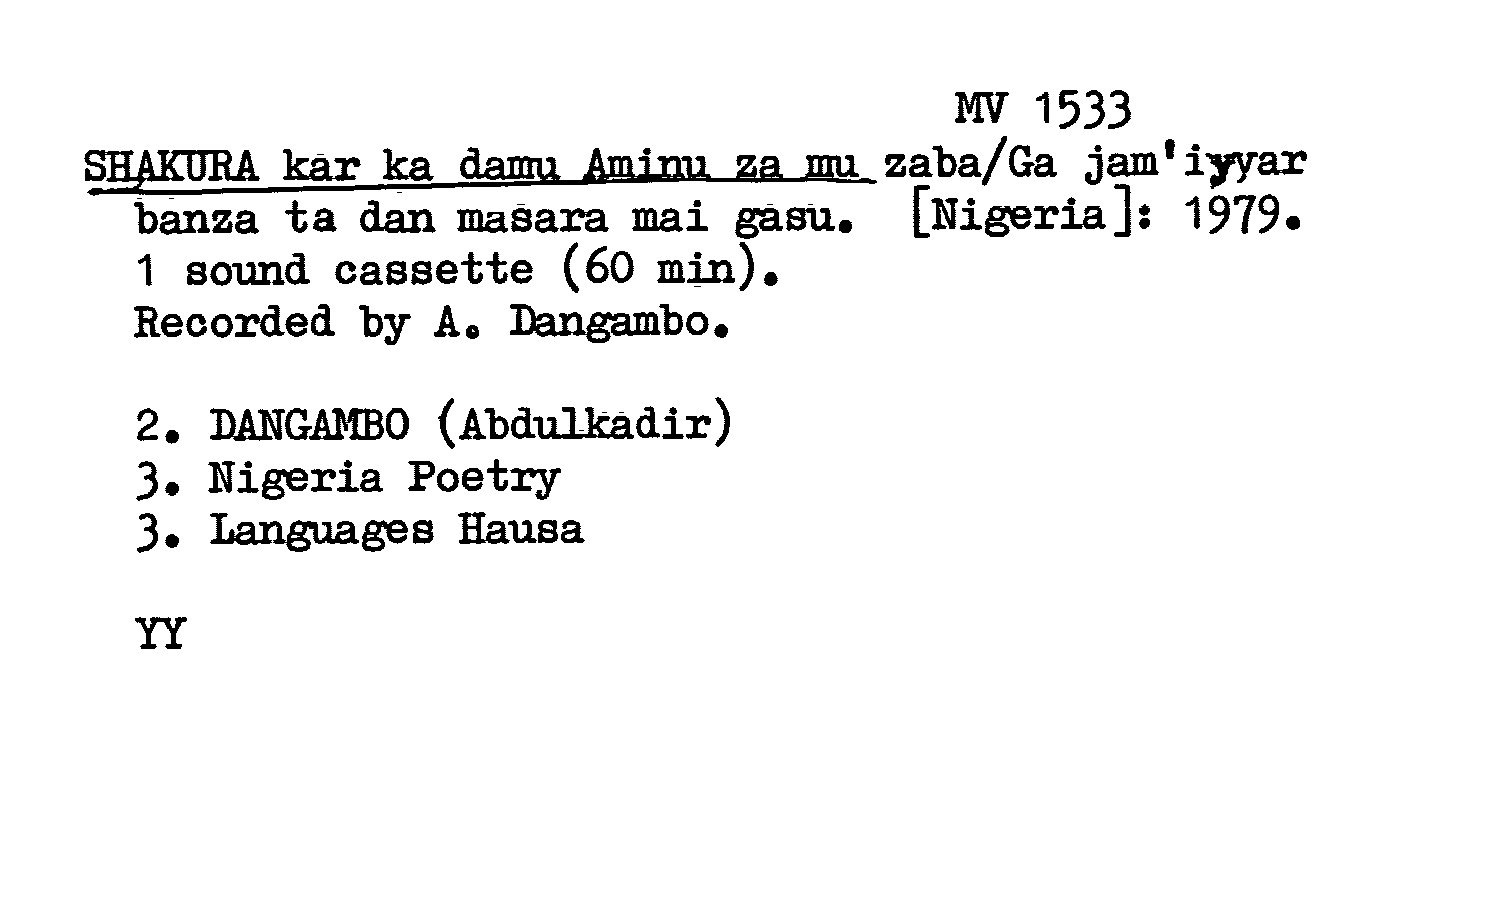 MV 1533
SHAKURA kar ka damu Aminu za mu zaba/Ga jam'iyyar
banza ta dan masara mai gasu. [Nigeria]: 1979.
1 sound cassette (60 min).
Recorded by A. Dangambo.
2. DANGAMBO (Abdulkadir)
3. Nigeria Poetry
3. Languages Hausa
YY